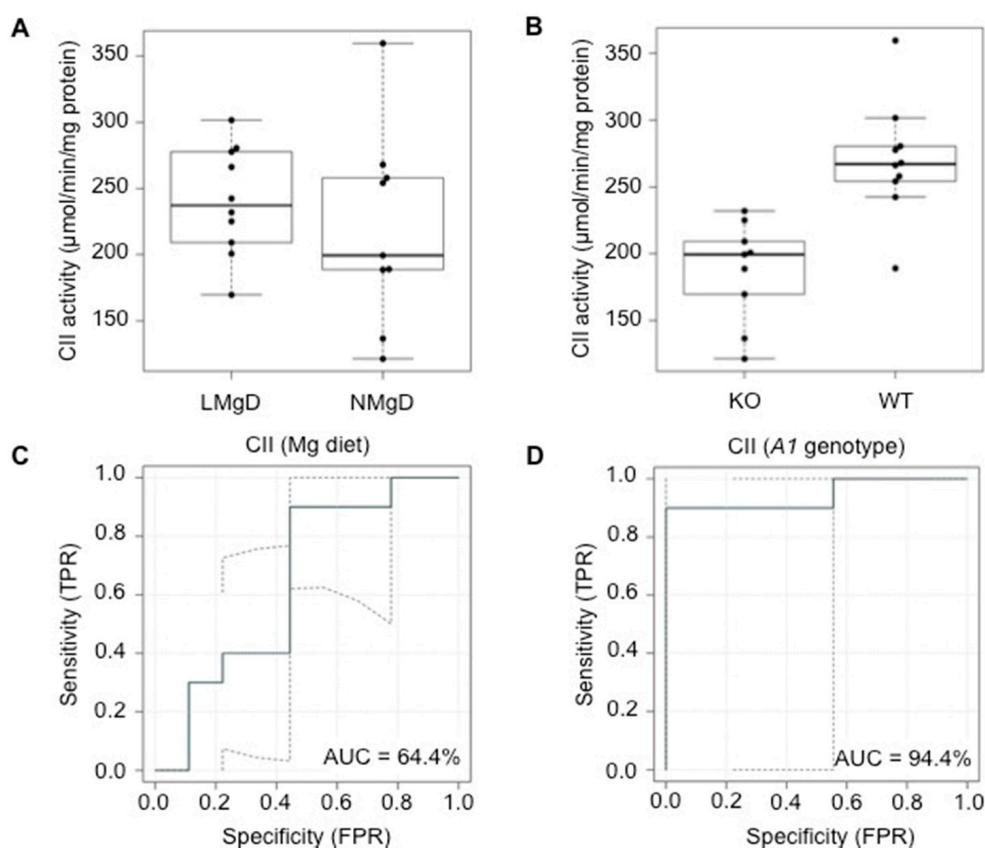 A
CII activity (µmol/min/mg protein)
350
300
250
200
150
LMgD
NMgD
B
CII activity (µmol/min/mg protein)
350
300
250
200
150
KO
WT
C
CII (Mg diet)
Sensitivity (TPR)
1.0
0.8
0.6
0.4
0.2
0.0
AUC = 64.4%
0.0 0.2 0.4 0.6 0.8 1.0
Specificity (FPR)
D
CII (A1 genotype)
Sensitivity (TPR)
1.0
0.8
0.6
0.4
0.2
0.0
AUC = 94.4%
0.0 0.2 0.4 0.6 0.8 1.0
Specificity (FPR)